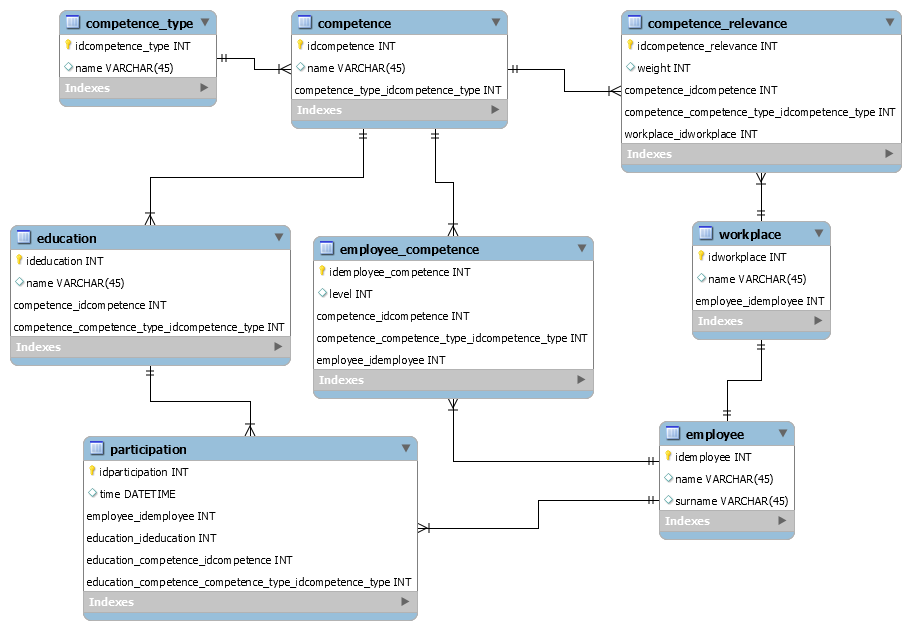 competence_type
idcompetence_type INT
name VARCHAR(45)
Indexes
competence
idcompetence INT
name VARCHAR(45)
competence_type_idcompetence_type INT
Indexes
competence_relevance
idcompetence_relevance INT
weight INT
competence_idcompetence INT
competence_competence_type_idcompetence_type INT
workplace_idworkplace INT
Indexes
education
ideducation INT
name VARCHAR(45)
competence_idcompetence INT
competence_competence_type_idcompetence_type INT
Indexes
employee_competence
idemployee_competence INT
level INT
competence_idcompetence INT
competence_competence_type_idcompetence_type INT
employee_idemployee INT
Indexes
workplace
idworkplace INT
name VARCHAR(45)
employee_idemployee INT
Indexes
participation
idparticipation INT
time DATETIME
employee_idemployee INT
education_ideducation INT
education_competence_idcompetence INT
education_competence_competence_type_idcompetence_type INT
Indexes
employee
idemployee INT
name VARCHAR(45)
surname VARCHAR(45)
Indexes